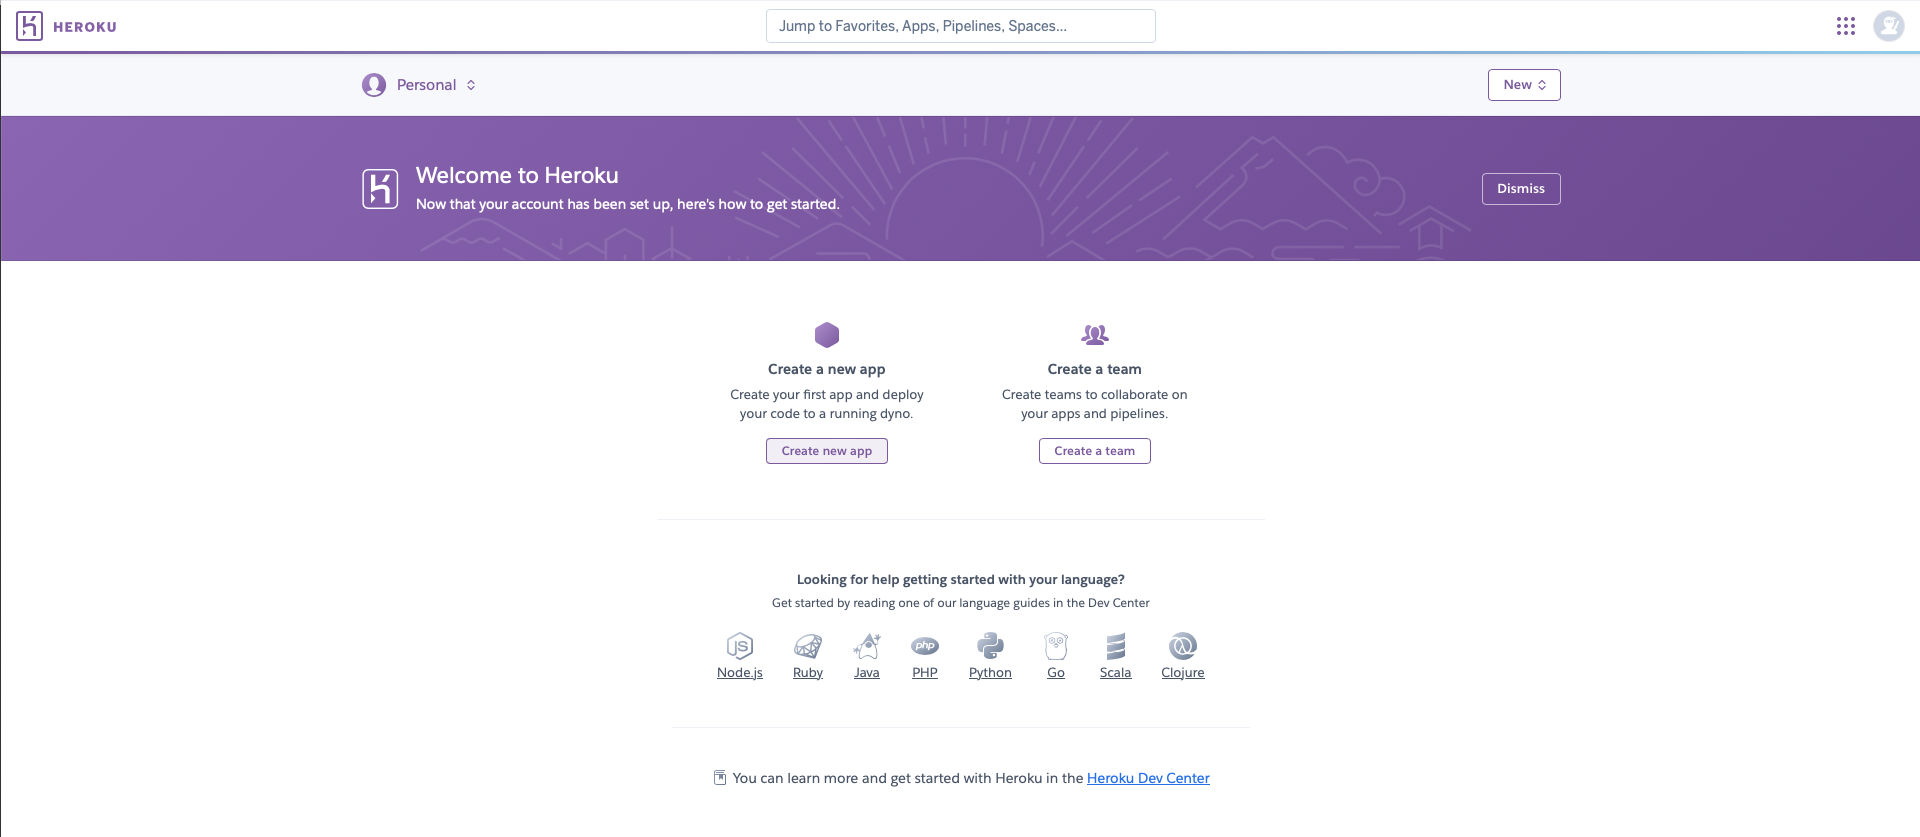 HEROKU
Jump to Favorites, Apps, Pipelines, Spaces...
Personal
New
Welcome to Heroku
Now that your account has been set up, here's how to get started.
Dismiss
Create a new app
Create your first app and deploy
your code to a running dyno.
Create new app
Create a team
Create teams to collaborate on
your apps and pipelines.
Create a team
Looking for help getting started with your language?
Get started by reading one of our language guides in the Dev Center
JS
php
Node.js
Ruby
Java
PHP
Python
Go
Scala
Clojure
You can learn more and get started with Heroku in the Heroku Dev Center